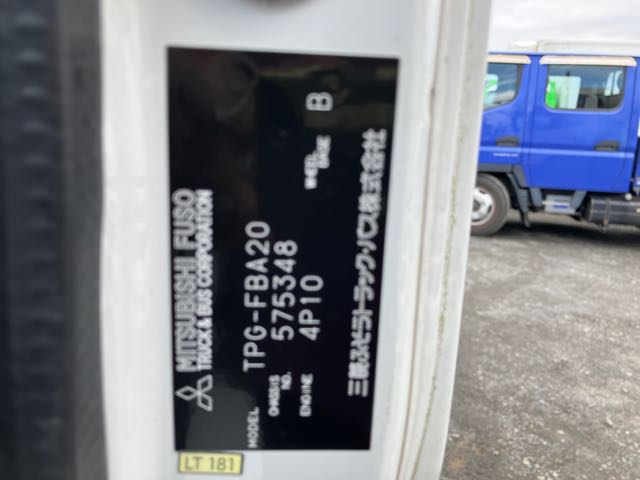 MITSUBISHI FUSO
TRUCK & BUS CORPORATION
MODEL TPG-FBA20
CHASSIS NO. 575348
ENGINE 4P10
WHEEL BASE B
三菱ふそうトラック・バス株式会社
LT 181